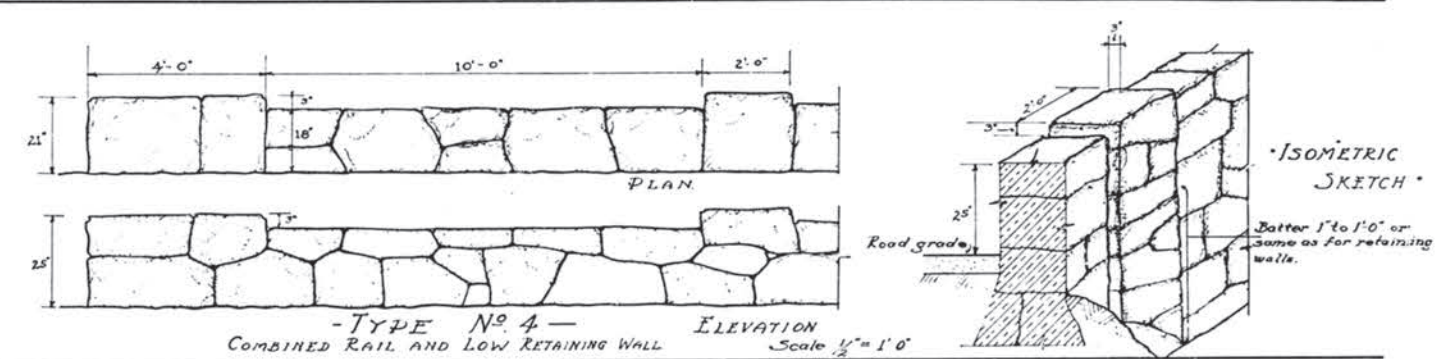 4'-0" 10'-0" 2'-0"
21" 3"
18"
PLAN.
25" 3"
-TYPE Nº. 4 — ELEVATION
COMBINED RAIL AND LOW RETAINING WALL Scale 1/2" = 1' 0"
3"
2'-0"
3"
25"
Road grade,
• ISOMETRIC
SKETCH •
Batter 1" to 1'-0" or
same as for retaining
walls.